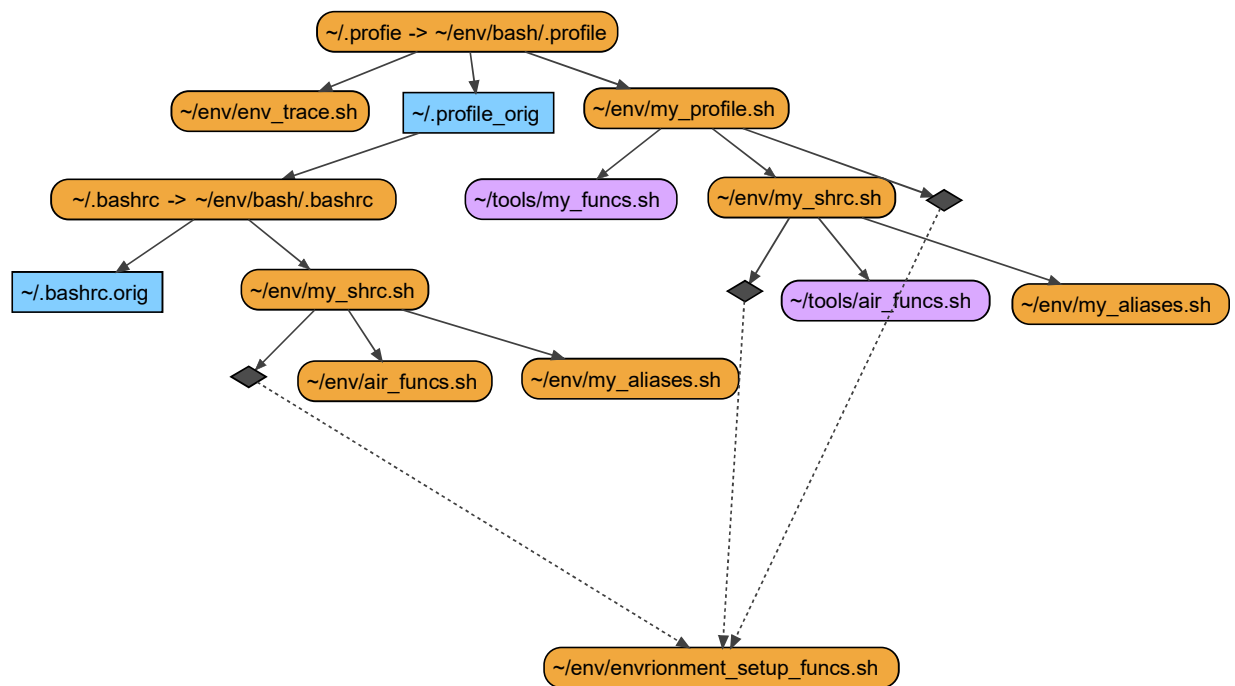 ~/.profie -> ~/env/bash/.profile
~/env/env_trace.sh
~/.profile_orig
~/env/my_profile.sh
~/.bashrc -> ~/env/bash/.bashrc
~/tools/my_funcs.sh
~/env/my_shrc.sh
~/.bashrc.orig
~/env/my_shrc.sh
~/tools/air_funcs.sh
~/env/my_aliases.sh
~/env/air_funcs.sh
~/env/my_aliases.sh
~/env/envrionment_setup_funcs.sh